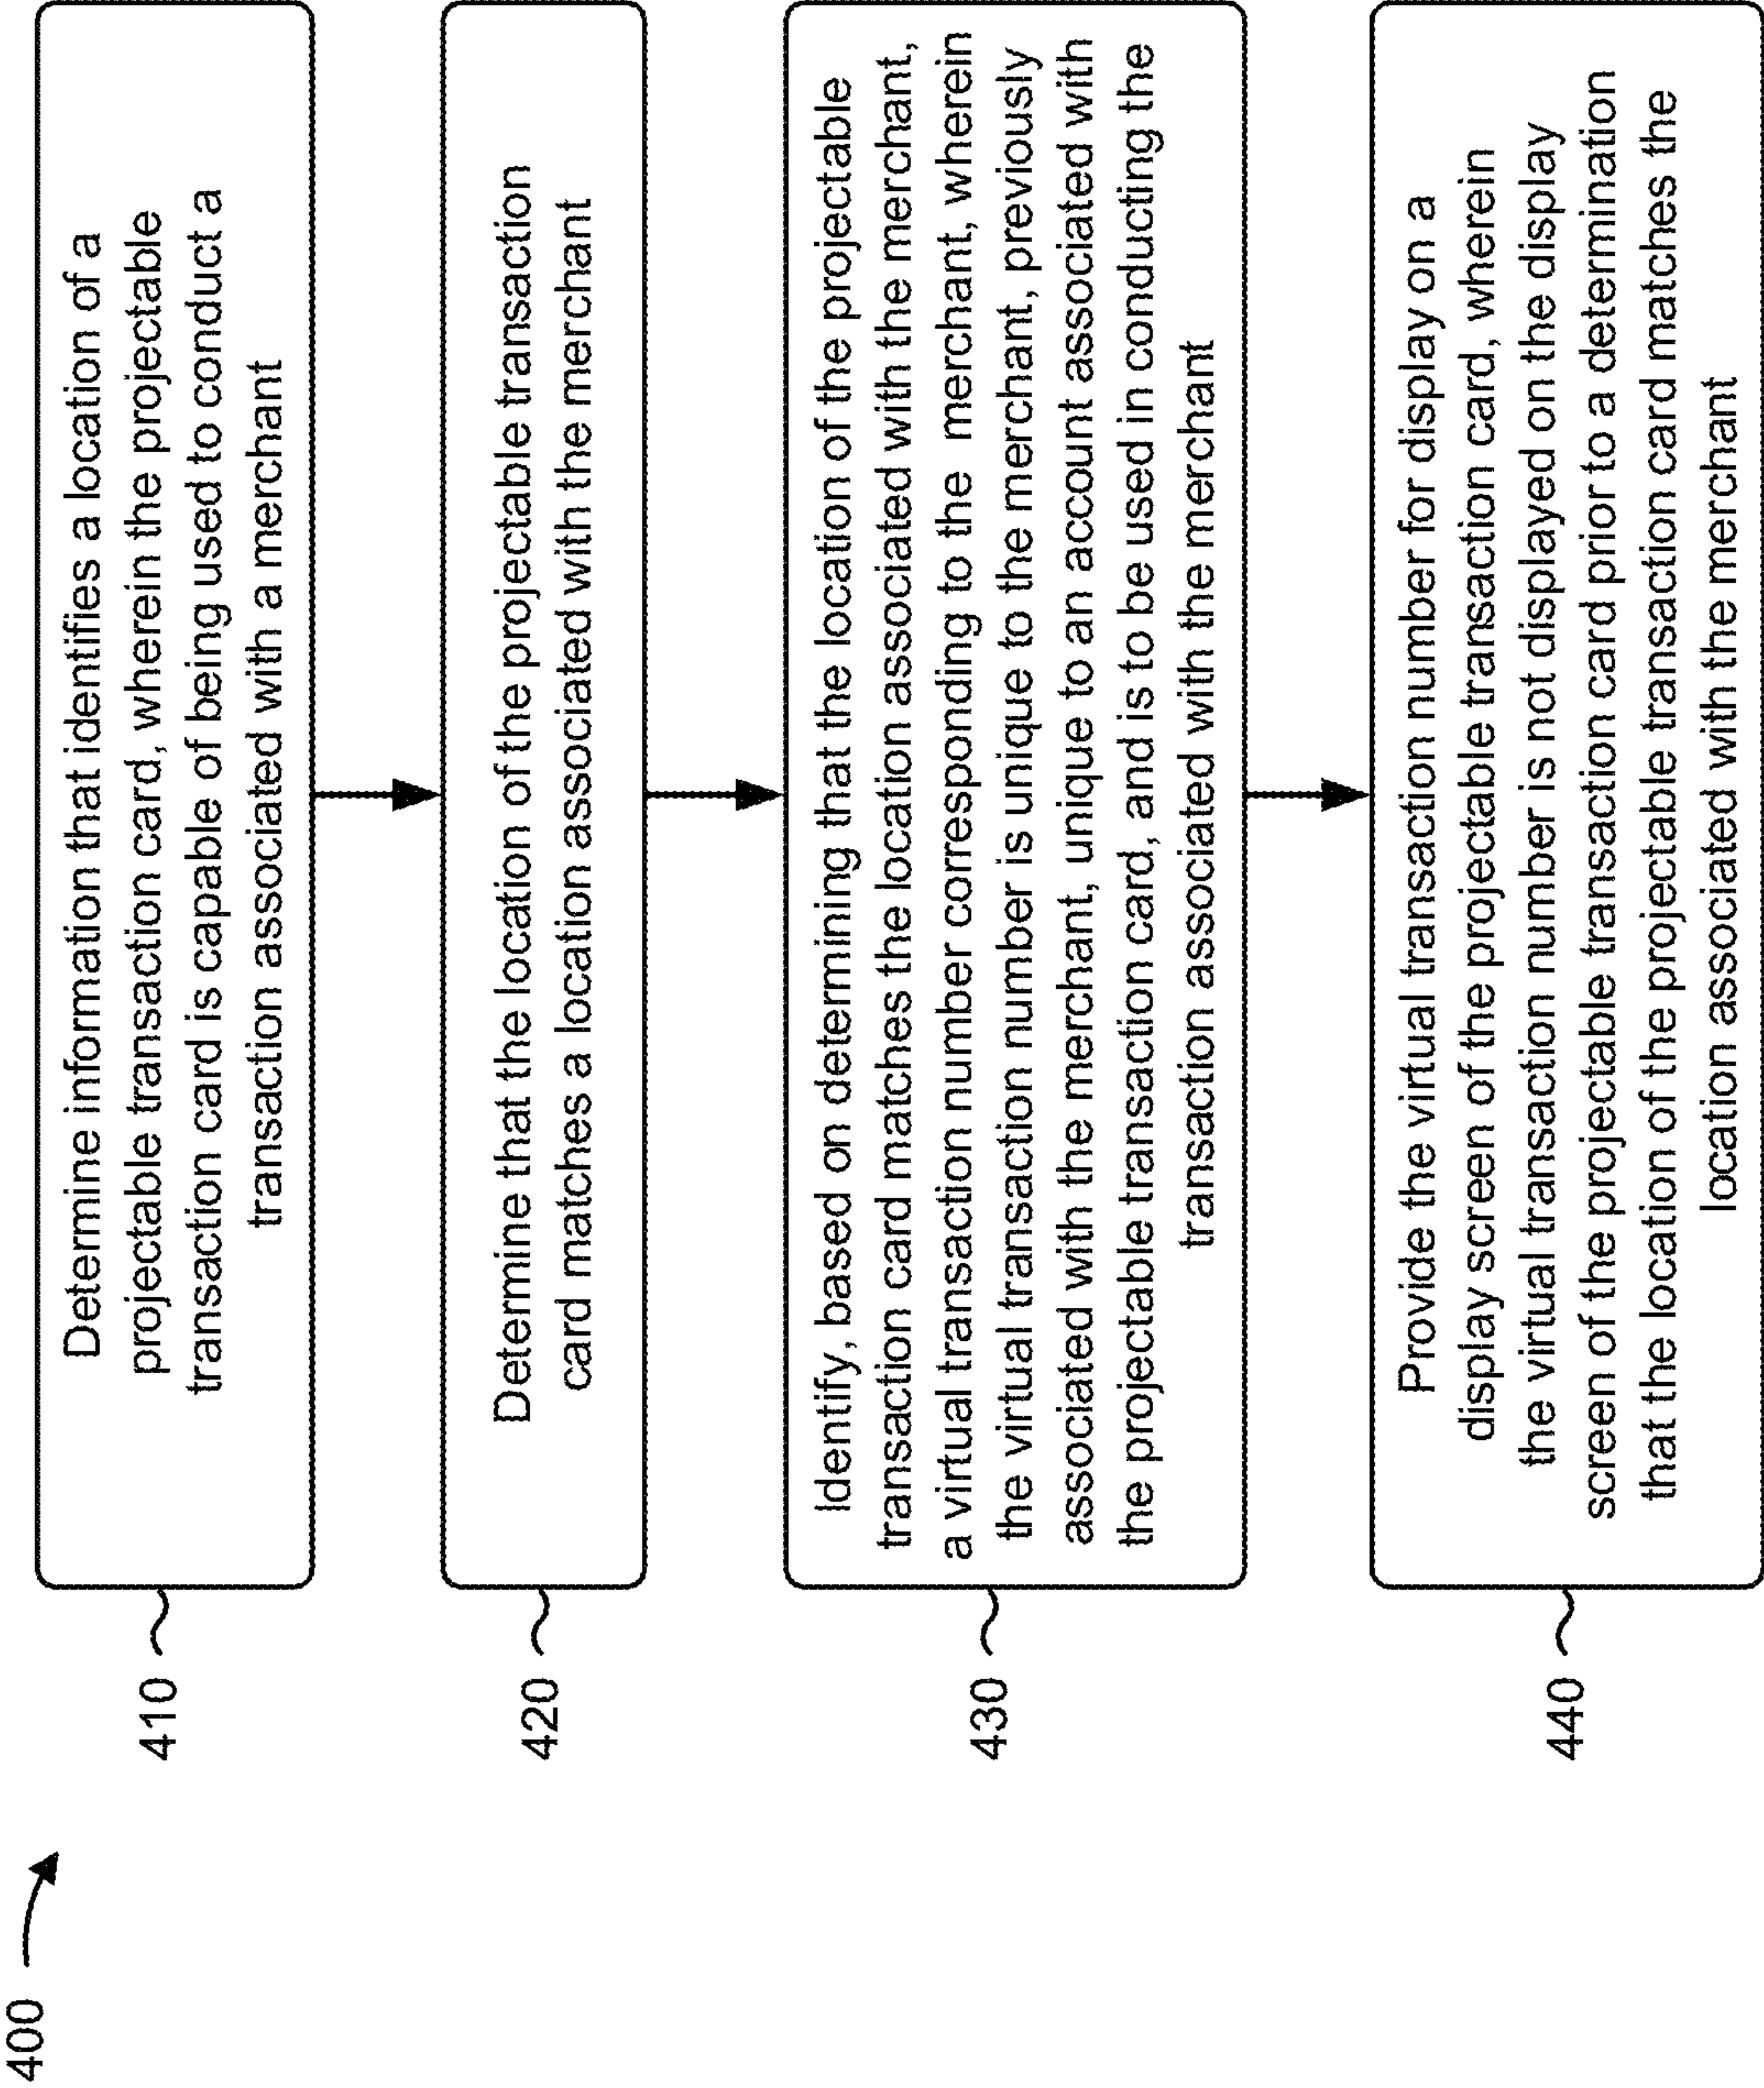 400
410
Determine information that identifies a location of a
projectable transaction card, wherein the projectable
transaction card is capable of being used to conduct a
transaction associated with a merchant
420
Determine that the location of the projectable transaction
card matches a location associated with the merchant
430
Identify, based on determining that the location of the projectable
transaction card matches the location associated with the merchant,
a virtual transaction number corresponding to the merchant, wherein
the virtual transaction number is unique to the merchant, previously
associated with the merchant, unique to an account associated with
the projectable transaction card, and is to be used in conducting the
transaction associated with the merchant
440
Provide the virtual transaction number for display on a
display screen of the projectable transaction card, wherein
the virtual transaction number is not displayed on the display
screen of the projectable transaction card prior to a determination
that the location of the projectable transaction card matches the
location associated with the merchant